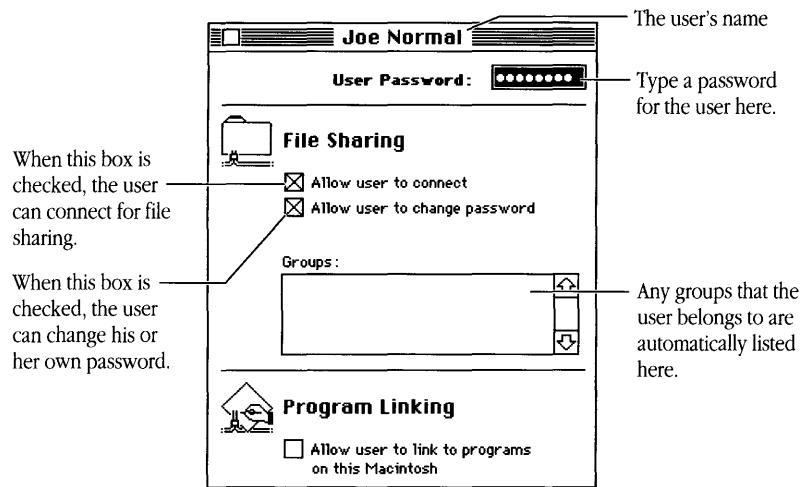 Joe Normal
The user's name
User Password:
Type a password
for the user here.
File Sharing
When this box is
checked, the user
can connect for file
sharing.
Allow user to connect
Allow user to change password
When this box is
checked, the user
can change his or
her own password.
Groups:
Any groups that the
user belongs to are
automatically listed
here.
Program Linking
Allow user to link to programs
on this Macintosh